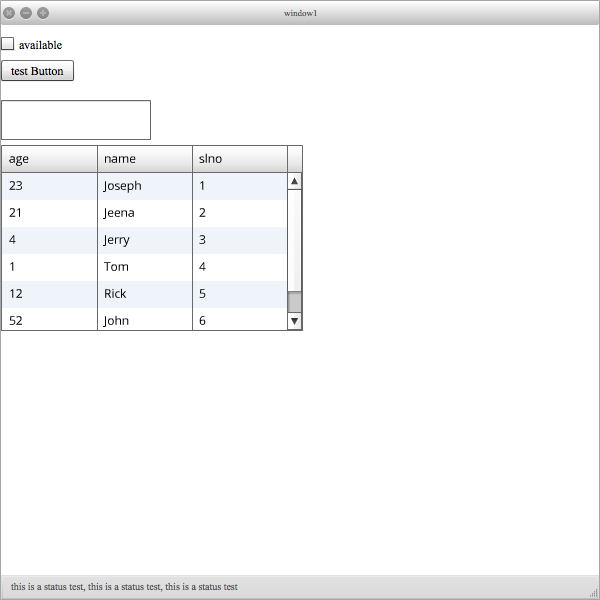 window1
available
test Button
age name slno
23 Joseph 1
21 Jeena 2
4 Jerry 3
1 Tom 4
12 Rick 5
52 John 6
this is a status test, this is a status test, this is a status test